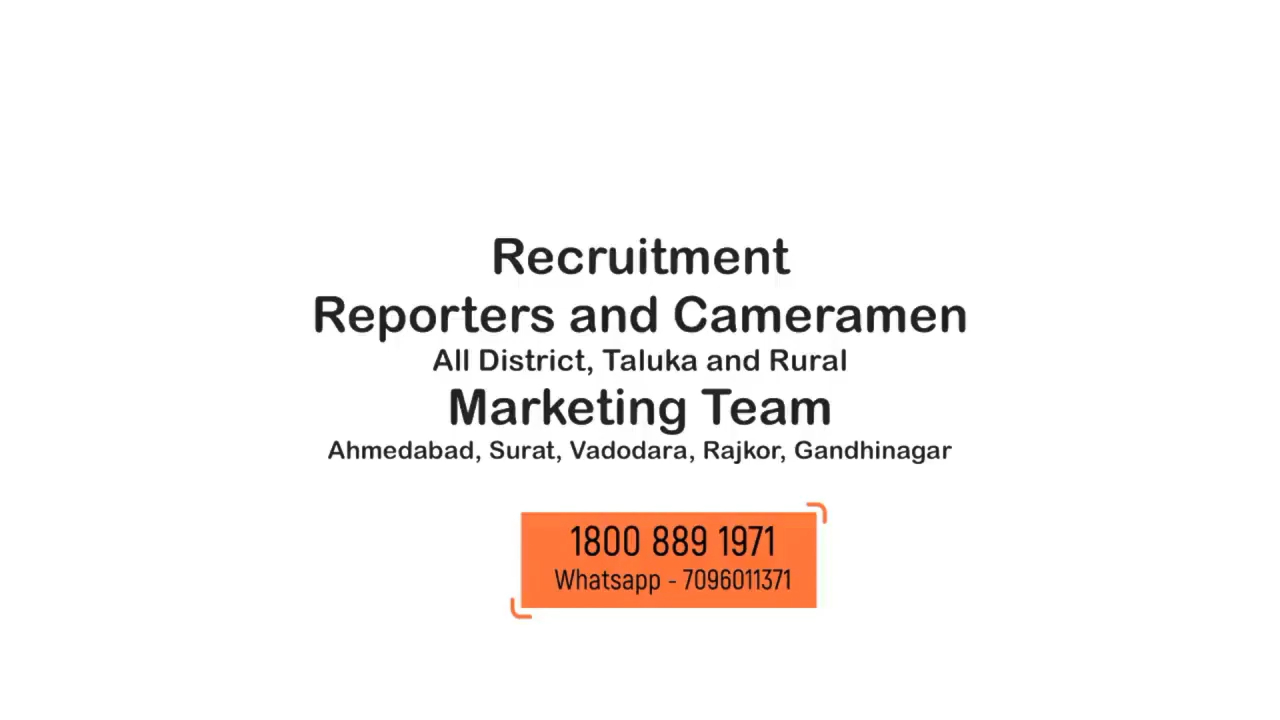 Recruitment
Reporters and Cameramen
All District, Taluka and Rural
Marketing Team
Ahmedabad, Surat, Vadodara, Rajkor, Gandhinagar
1800 889 1971
Whatsapp - 7096011371